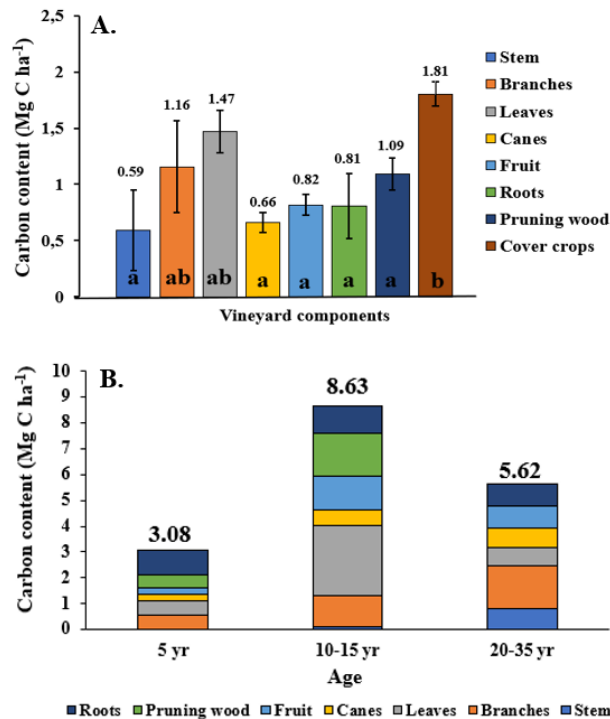 A.
Carbon content (Mg C ha⁻¹)
2,5
2
1,5
1
0,5
0
0.59
1.16
1.47
0.66
0.82
0.81
1.09
1.81
a
ab
ab
a
a
a
a
b
Vineyard components
Stem
Branches
Leaves
Canes
Fruit
Roots
Pruning wood
Cover crops
B.
Carbon content (Mg C ha⁻¹)
10
9
8
7
6
5
4
3
2
1
0
3.08
8.63
5.62
5 yr
10-15 yr
20-35 yr
Age
Roots Pruning wood Fruit Canes Leaves Branches Stem